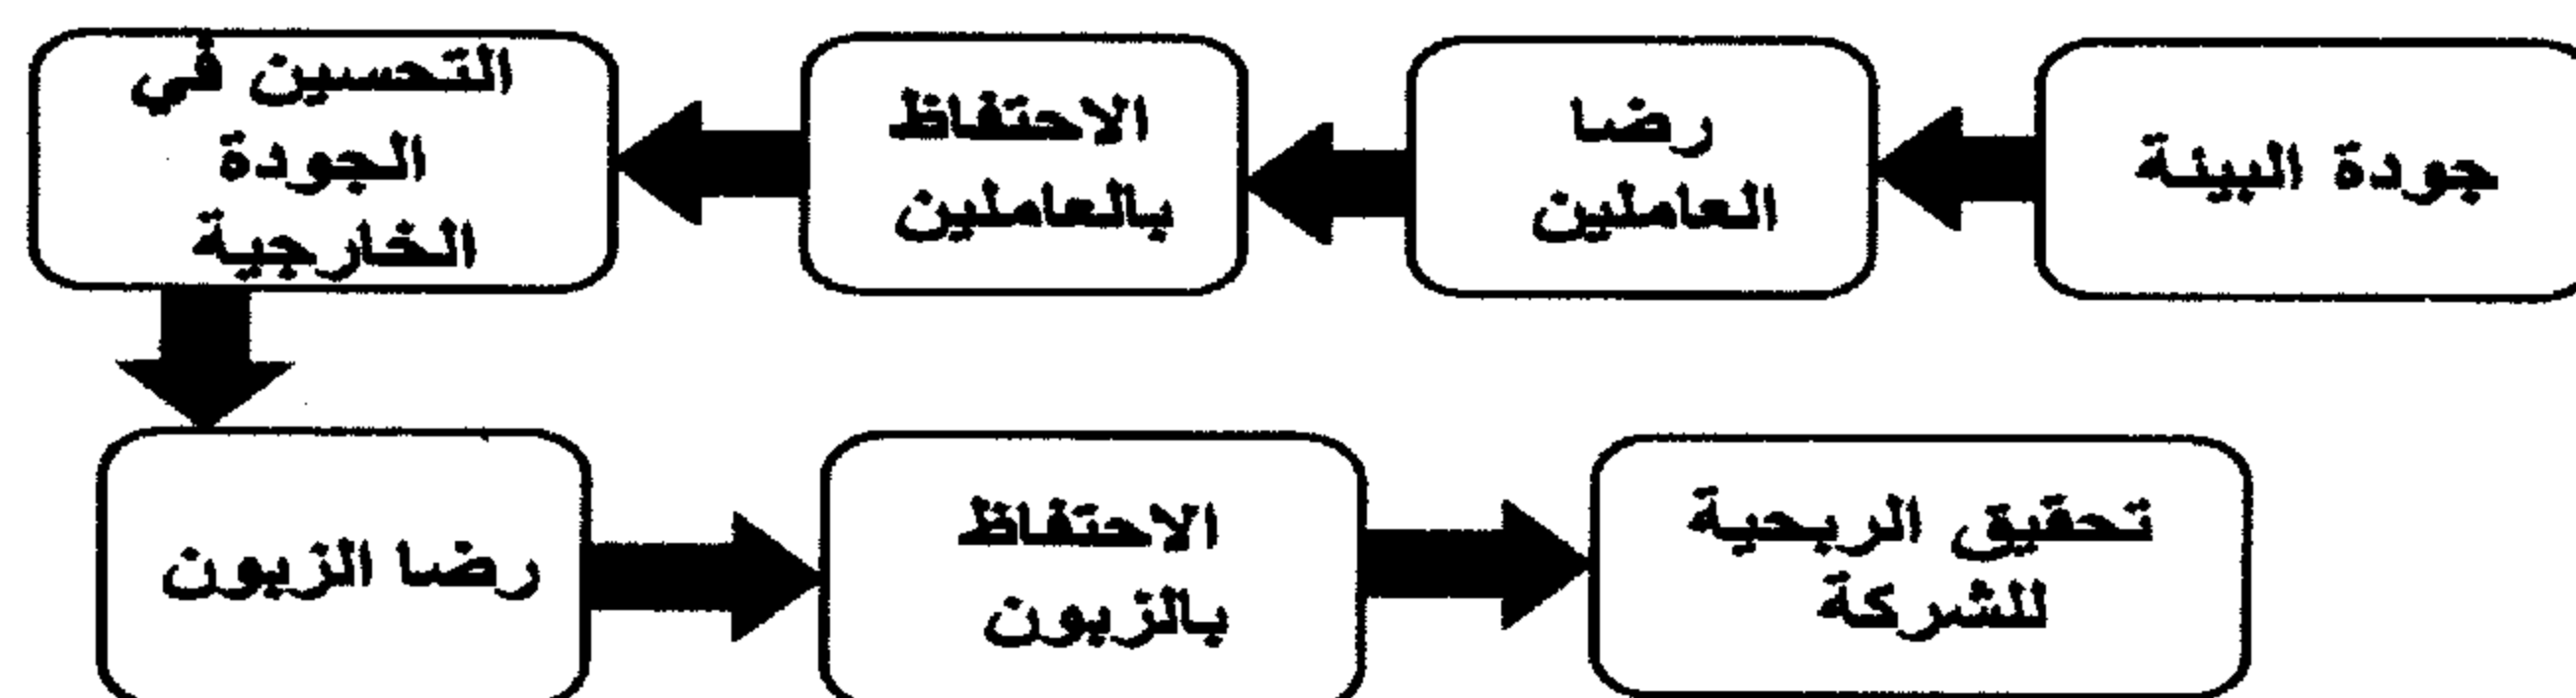 جودة البيئة
رضا
العاملين
الاحتفاظ
بالعاملين
التحسين في
الجودة
الخارجية
رضا الزبون
الاحتفاظ
بالزبون
تحقيق الربحية
للشركة